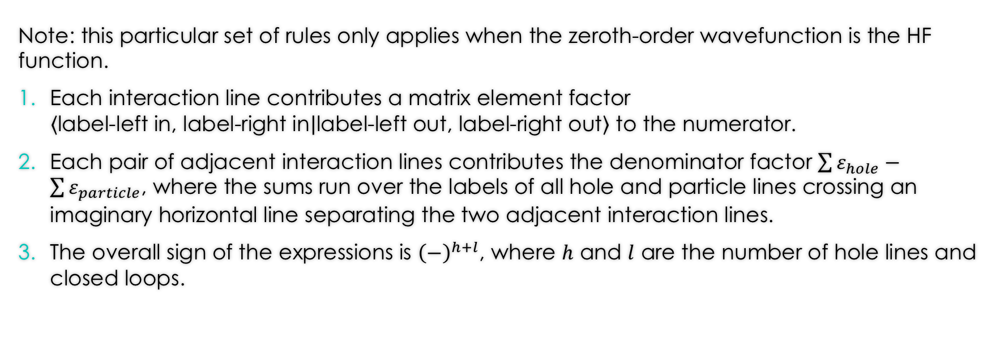 Note: this particular set of rules only applies when the zeroth-order wavefunction is the HF
function.
1. Each interaction line contributes a matrix element factor
⟨label-left in, label-right in|label-left out, label-right out⟩ to the numerator.
2. Each pair of adjacent interaction lines contributes the denominator factor ∑ 𝜀ₕₒₗₑ −
∑ 𝜀_{particle}, where the sums run over the labels of all hole and particle lines crossing an
imaginary horizontal line separating the two adjacent interaction lines.
3. The overall sign of the expressions is (−)^{h+l}, where h and l are the number of hole lines and
closed loops.